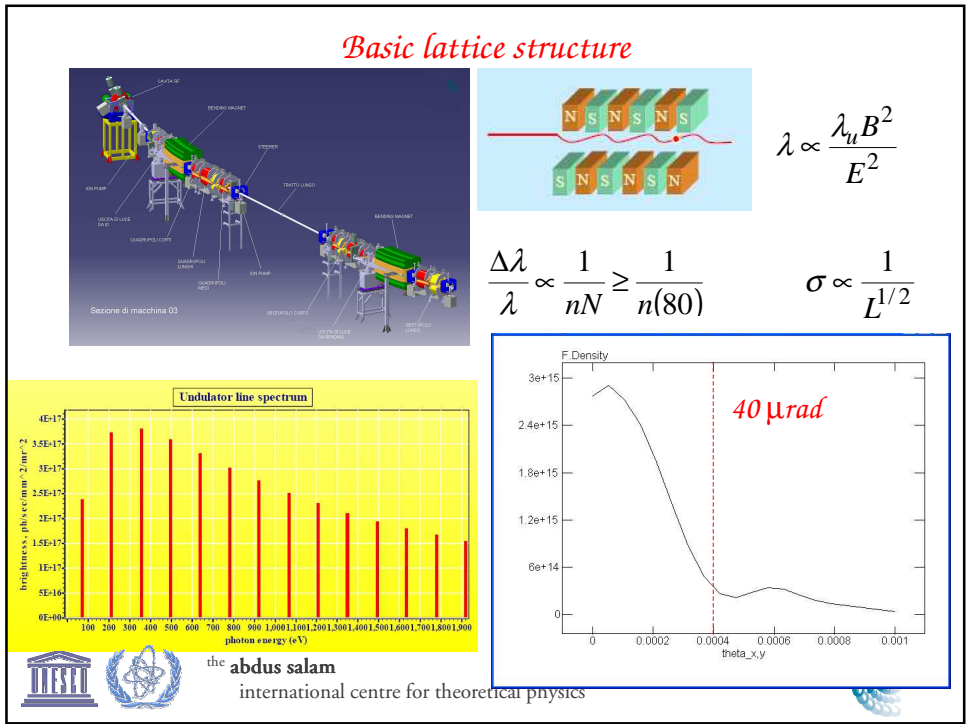 Basic lattice structure
CAVITA' RF
BENDING MAGNET
STEERER
TRATTO LUNGO
BENDING MAGNET
ION PUMP
USCITA DI LUCE
DA ID
QUADRUPOLI CORTI
QUADRUPOLI
LUNGHI
QUADRUPOLI
MEDI
ION PUMP
SESTUPOLO CORTO
USCITA DI LUCE
DA BENDING
SESTUPOLO
LUNGO
Sezione di macchina 03
N S N S N S
S N S N S N
λ ∝ λ_u B² / E²
Δλ/λ ∝ 1/nN ≥ 1/n(80)
σ ∝ 1/L^{1/2}
Undulator line spectrum
brightness, ph/sec/mm^2/mr^2
4E+17
3.5E+17
3E+17
2.5E+17
2E+17
1.5E+17
1E+17
5E+16
0E+00
100 200 300 400 500 600 700 800 900 1,000 1,100 1,200 1,300 1,400 1,500 1,600 1,700 1,800 1,900
photon energy (eV)
F.Density
3e+15
2.4e+15
1.8e+15
1.2e+15
6e+14
0
40 μrad
0 0.0002 0.0004 0.0006 0.0008 0.001
theta_x,y
UNESCO
the abdus salam
international centre for theoretical physics